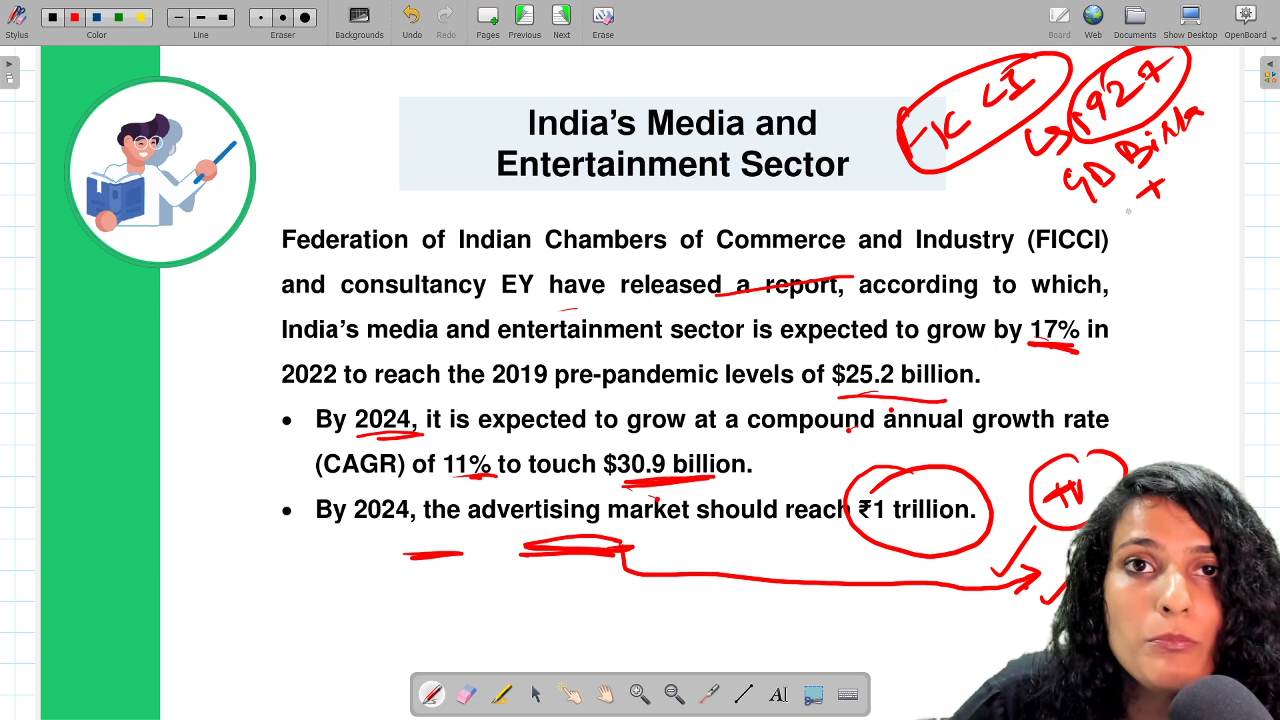 Stylus Color Line Eraser Backgrounds Undo Redo Pages Previous Next Erase Board Web Documents Show Desktop OpenBoard
India's Media and
Entertainment Sector
FICCI
1927
GD Birla
+
Federation of Indian Chambers of Commerce and Industry (FICCI)
and consultancy EY have released a report, according to which,
India's media and entertainment sector is expected to grow by 17% in
2022 to reach the 2019 pre-pandemic levels of $25.2 billion.
• By 2024, it is expected to grow at a compound annual growth rate
(CAGR) of 11% to touch $30.9 billion.
• By 2024, the advertising market should reach ₹1 trillion.
TV